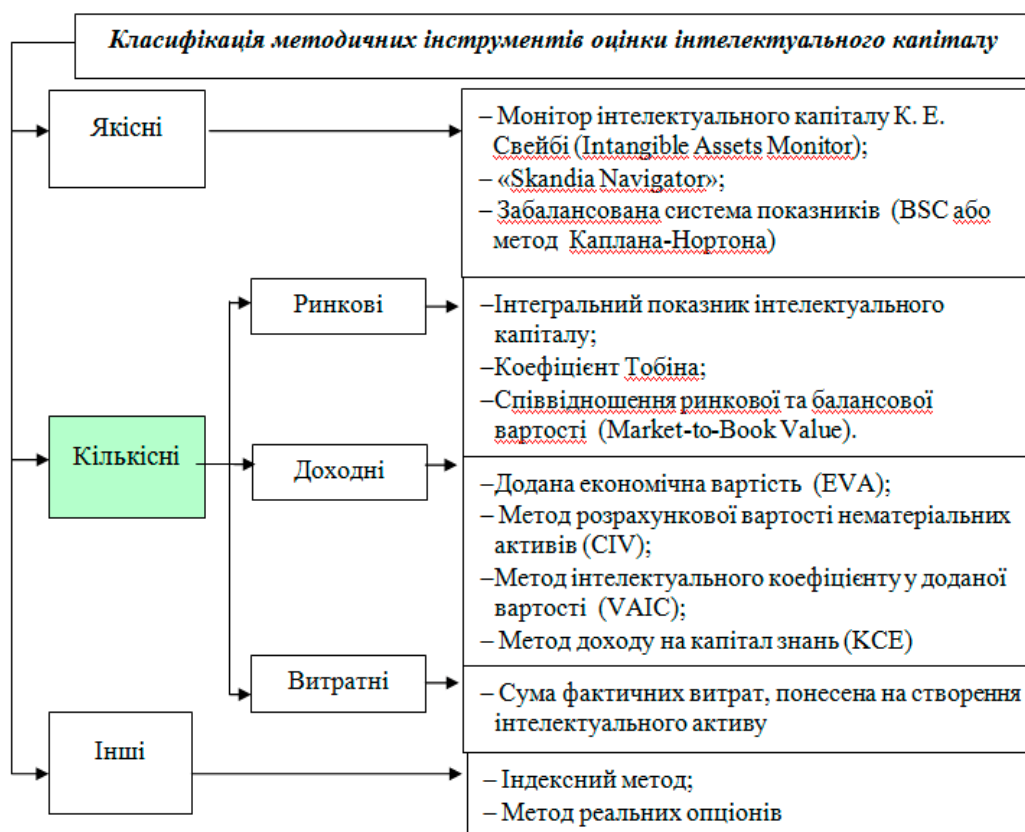 Класифікація методичних інструментів оцінки інтелектуального капіталу
Якісні
– Монітор інтелектуального капіталу К. Е.
Свейбі (Intangible Assets Monitor);
– «Skandia Navigator»;
– Забалансована система показників (BSC або
метод Каплана-Нортона)
Кількісні
Ринкові
–Інтегральний показник інтелектуального
капіталу;
–Коефіцієнт Тобіна;
–Співвідношення ринкової та балансової
вартості (Market-to-Book Value).
Доходні
–Додана економічна вартість (EVA);
– Метод розрахункової вартості нематеріальних
активів (CIV);
–Метод інтелектуального коефіцієнту у доданої
вартості (VAIC);
– Метод доходу на капітал знань (KCE)
Витратні
– Сума фактичних витрат, понесена на створення
інтелектуального активу
Інші
– Індексний метод;
– Метод реальних опціонів